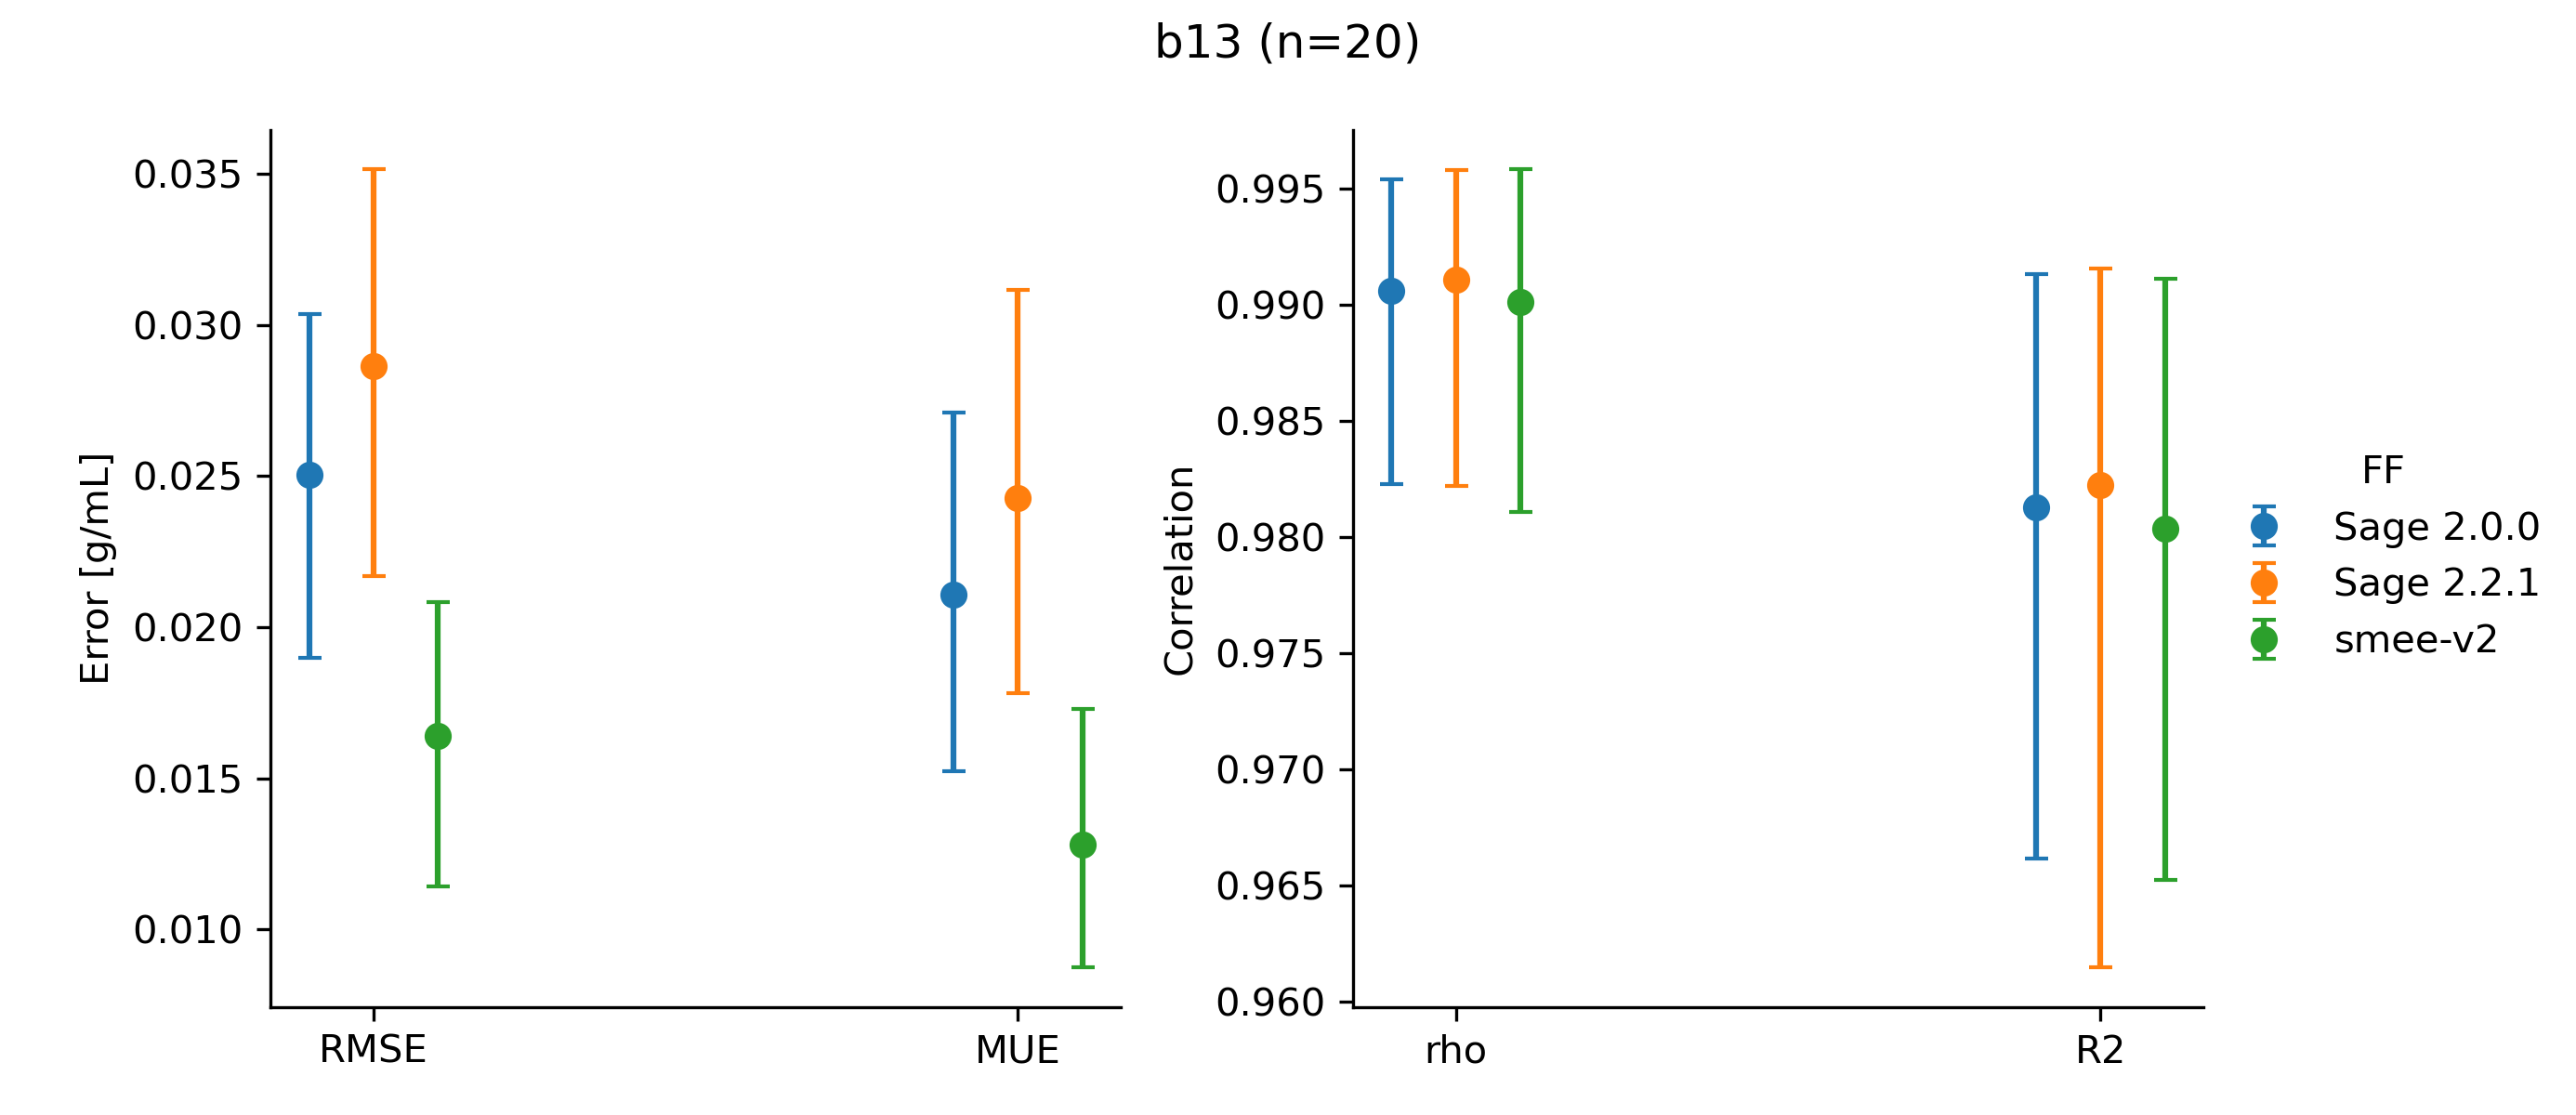 b13 (n=20)
Error [g/mL]
0.035
0.030
0.025
0.020
0.015
0.010
RMSE
MUE
Correlation
0.995
0.990
0.985
0.980
0.975
0.970
0.965
0.960
rho
R2
FF
Sage 2.0.0
Sage 2.2.1
smee-v2